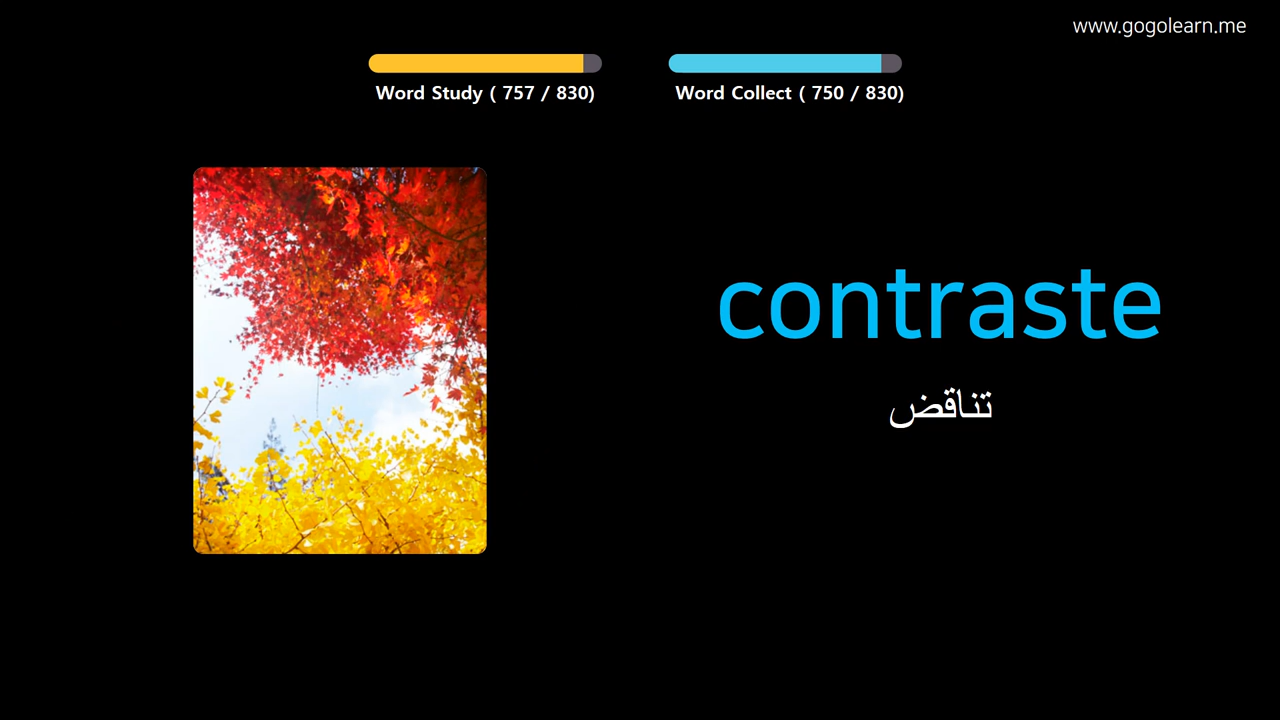 www.gogolearn.me
Word Study ( 757 / 830)
Word Collect ( 750 / 830)
contraste
تناقض